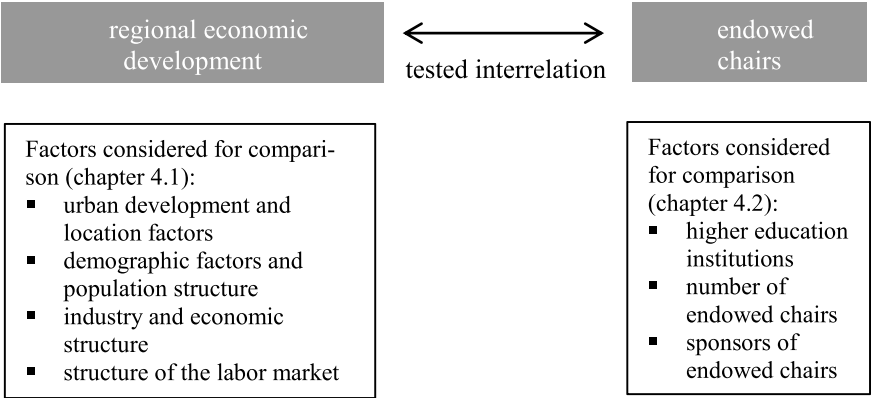 regional economic
development
tested interrelation
endowed
chairs
Factors considered for compari-
son (chapter 4.1):
▪ urban development and
location factors
▪ demographic factors and
population structure
▪ industry and economic
structure
▪ structure of the labor market
Factors considered
for comparison
(chapter 4.2):
▪ higher education
institutions
▪ number of
endowed chairs
▪ sponsors of
endowed chairs